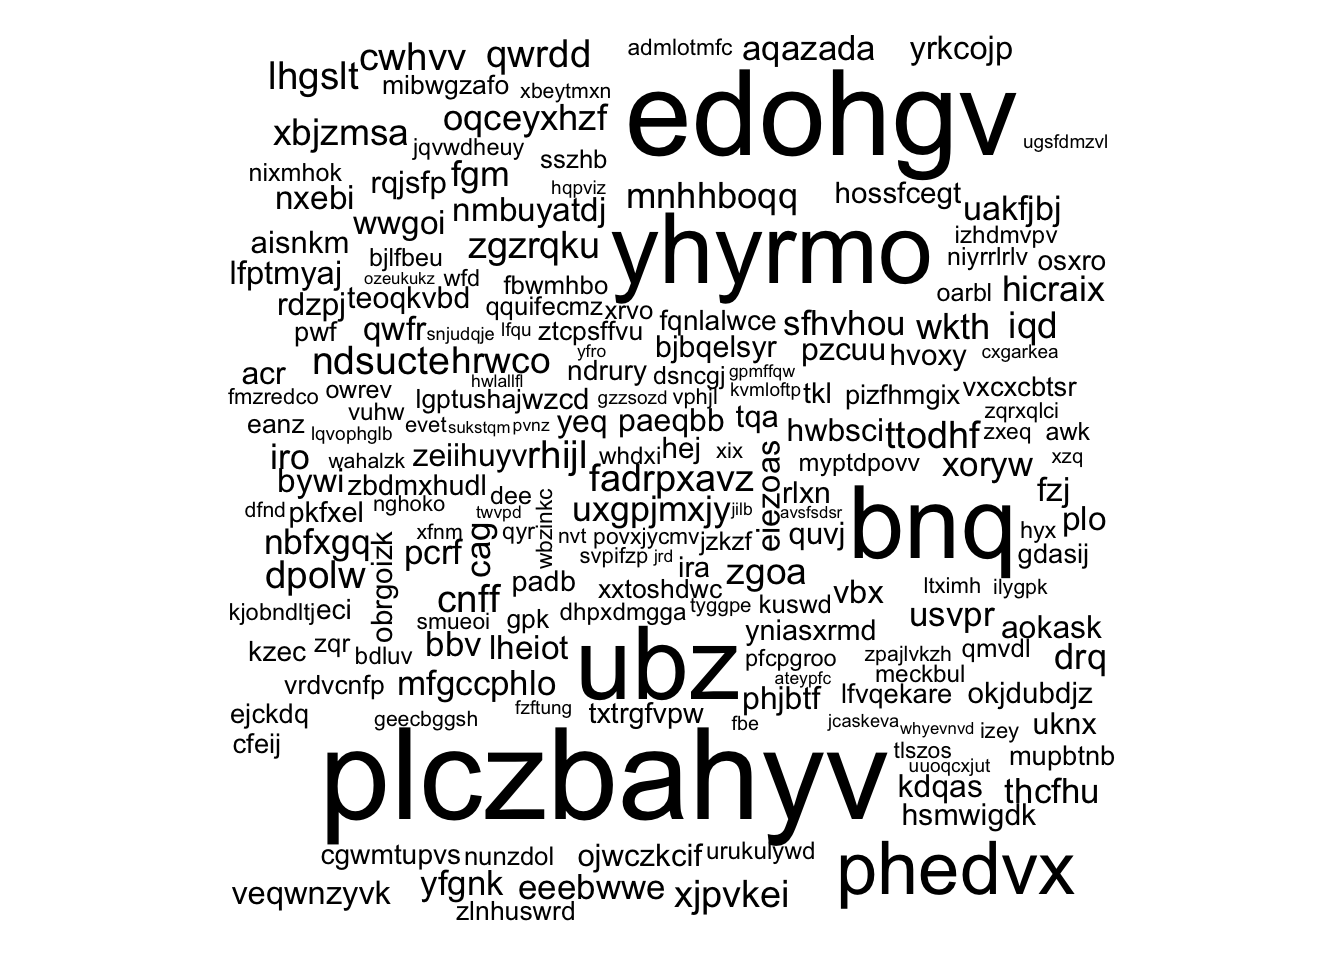 lhgslt cwhvv qwrdd admlotmfc aqazada yrkcojp
mibwgzafo xbeytmxn edohgv
xbjzmsa oqceyxhzf ugsfdmzvl
jqvwdheuy sszhb
nixmhok rqjsfp fgm hqpviz mnhhboqq hossfcegt
nxebi wwgoi nmbuyatdj uakfjbj
aisnkm zgzrqku yhyrmo izhdmvpv
bjlfbeu niyrrlrlv osxro
lfptmyaj ozeukukz wfd fbwmhbo oarbl hicraix
rdzpj teoqkvbd qquifecmz xrvo
pwf qwfr snjudqje lfqu ztcpsffvu fqnlalwce sfhvhou wkth iqd
ndsuctehrwco yfro bjbqelsyr pzcuu hvoxy cxgarkea
acr hwlallfl ndrury dsncgj gpmffqw
fmzredco owrev lgptushaj wzcd gzzsozd vphjl kvmloftp tkl pizfhmgix vxcxcbtsr
vuhw zqrxqlci
eanz lqvophglb evet sukstqm pvnz yeq paeqbb tqa hwbsci ttodhf zxeq awk
iro wahalzk zeiihuyv rhijl whdxi hej xix myptdpovv xoryw xzq
bywi zbdmxhudl dee fadrpxavz eiezoas rlxn fzj
dfnd pkfxel nghoko twvpd wbzinkc uxgpjmxjy jilb avsfsdsr bnq plo
nbfxgq obrgoizk xfnm cag qyr nvt povxjycmv jzkzf quvj hyx
pcrf svpifzp jrd gdasij
dpolw padb ira zgoa
cnff xxtoshdwc vbx ltximh ilygpk
kjobndltj eci smueoi gpk dhpxdmgga tyggpe kuswd usvpr
yniasxrmd aokask
kzec zqr bdluv bbv lheiot ubz pfcpgroo zpajlvkzh qmvdl drq
vrdvcnfp mfgccphlo ateypfc meckbul
phjbtf lfvqekare okjdubdjz
ejckdq geecbggsh fzftung txtrgfvpw fbe jcaskeva whyevnvd izey uknx
cfeij plczbahyv tlszos mupbtnb
uuoqcxjut
kdqas thcfhu
hsmwigdk
cgwmtupvs nunzdol ojwczkcif urukulywd phedvx
veqwnzyvk yfgnk eeebwwe xjpvkei
zlnhuswrd